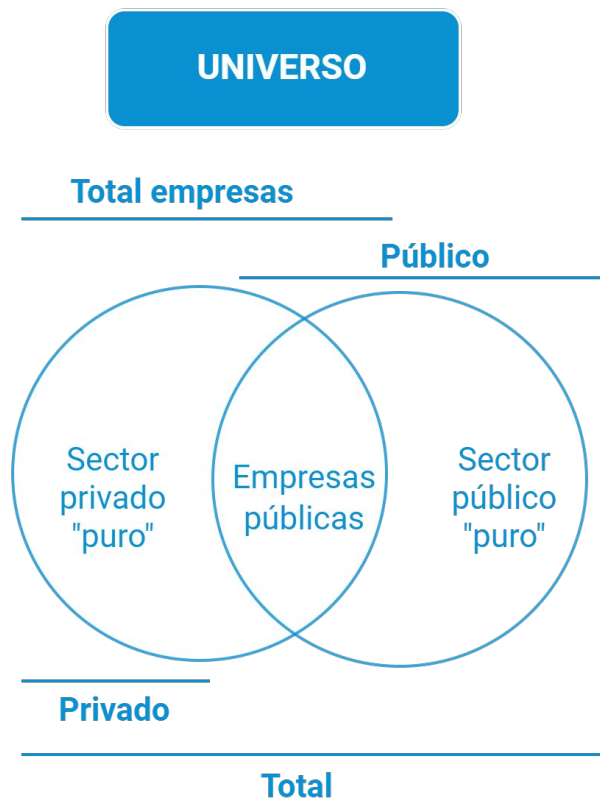 UNIVERSO
Total empresas
Público
Sector
privado
"puro"
Empresas
públicas
Sector
público
"puro"
Privado
Total